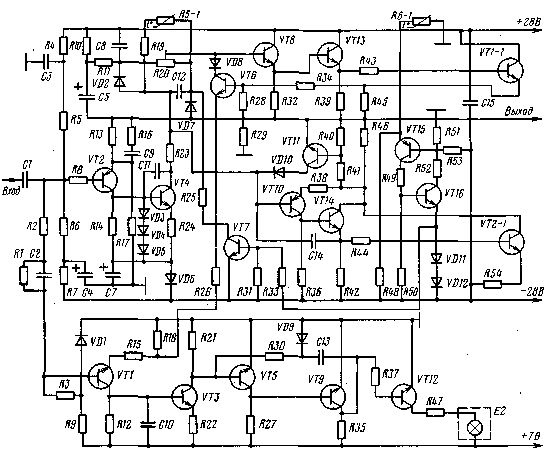 R5-1 R6-1 +28В
R4 R10 C8 R19 VT8 VT13
R11 VD8 R43 VT1-1
C3 VD2 R20 C12 VT6 R34
C5 R28 R32 R39 R45 C15
VD7 Выход
R5 R13 R16 R29 VT11 R40 R46 VT15 R51
C1 VT2 C9 R23 VD10 R52 R53
Вход R8 C11 VT4 R25 R38 R41 R49
VT10 VT14 VT16
R2 R6 R14 R17 VD3 R24 VT7 VT2-1
VD4
R1 C2 VD5 C14 R44 VD11
R7 C4 C7 VD6 R26 R31 R33 R36 R42 R48 R50 VD12 R54
-28В
VD1 R15 R18 R21 VD9 C13
R30
VT1 VT5 R37
R3 VT3 VT9 VT12
R47 E2
R9 R12 C10 R22 R27 R35
+7В